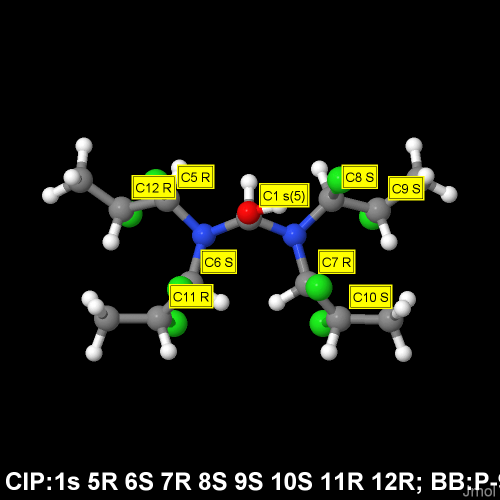 C12 R
C5 R
C1 s(5)
C8 S
C9 S
C6 S
C7 R
C11 R
C10 S
CIP:1s 5R 6S 7R 8S 9S 10S 11R 12R; BB:P-
Jmol